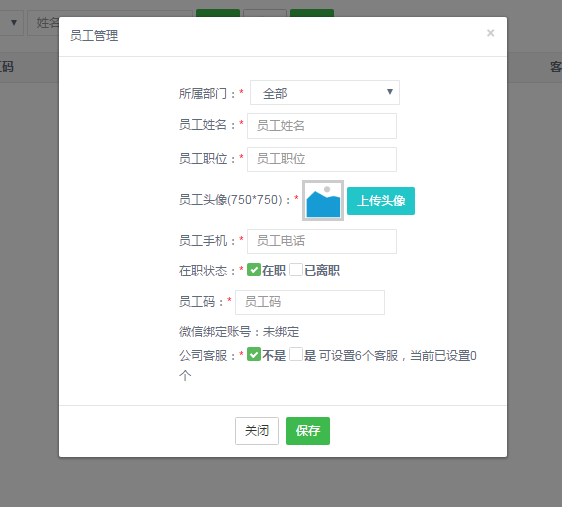 姓名
员工管理 ×
码
客
所属部门：* 全部
员工姓名：* 员工姓名
员工职位：* 员工职位
员工头像(750*750)：* 上传头像
员工手机：* 员工电话
在职状态：* 在职 已离职
员工码：* 员工码
微信绑定账号：未绑定
公司客服：* 不是 是 可设置6个客服，当前已设置0
个
关闭 保存